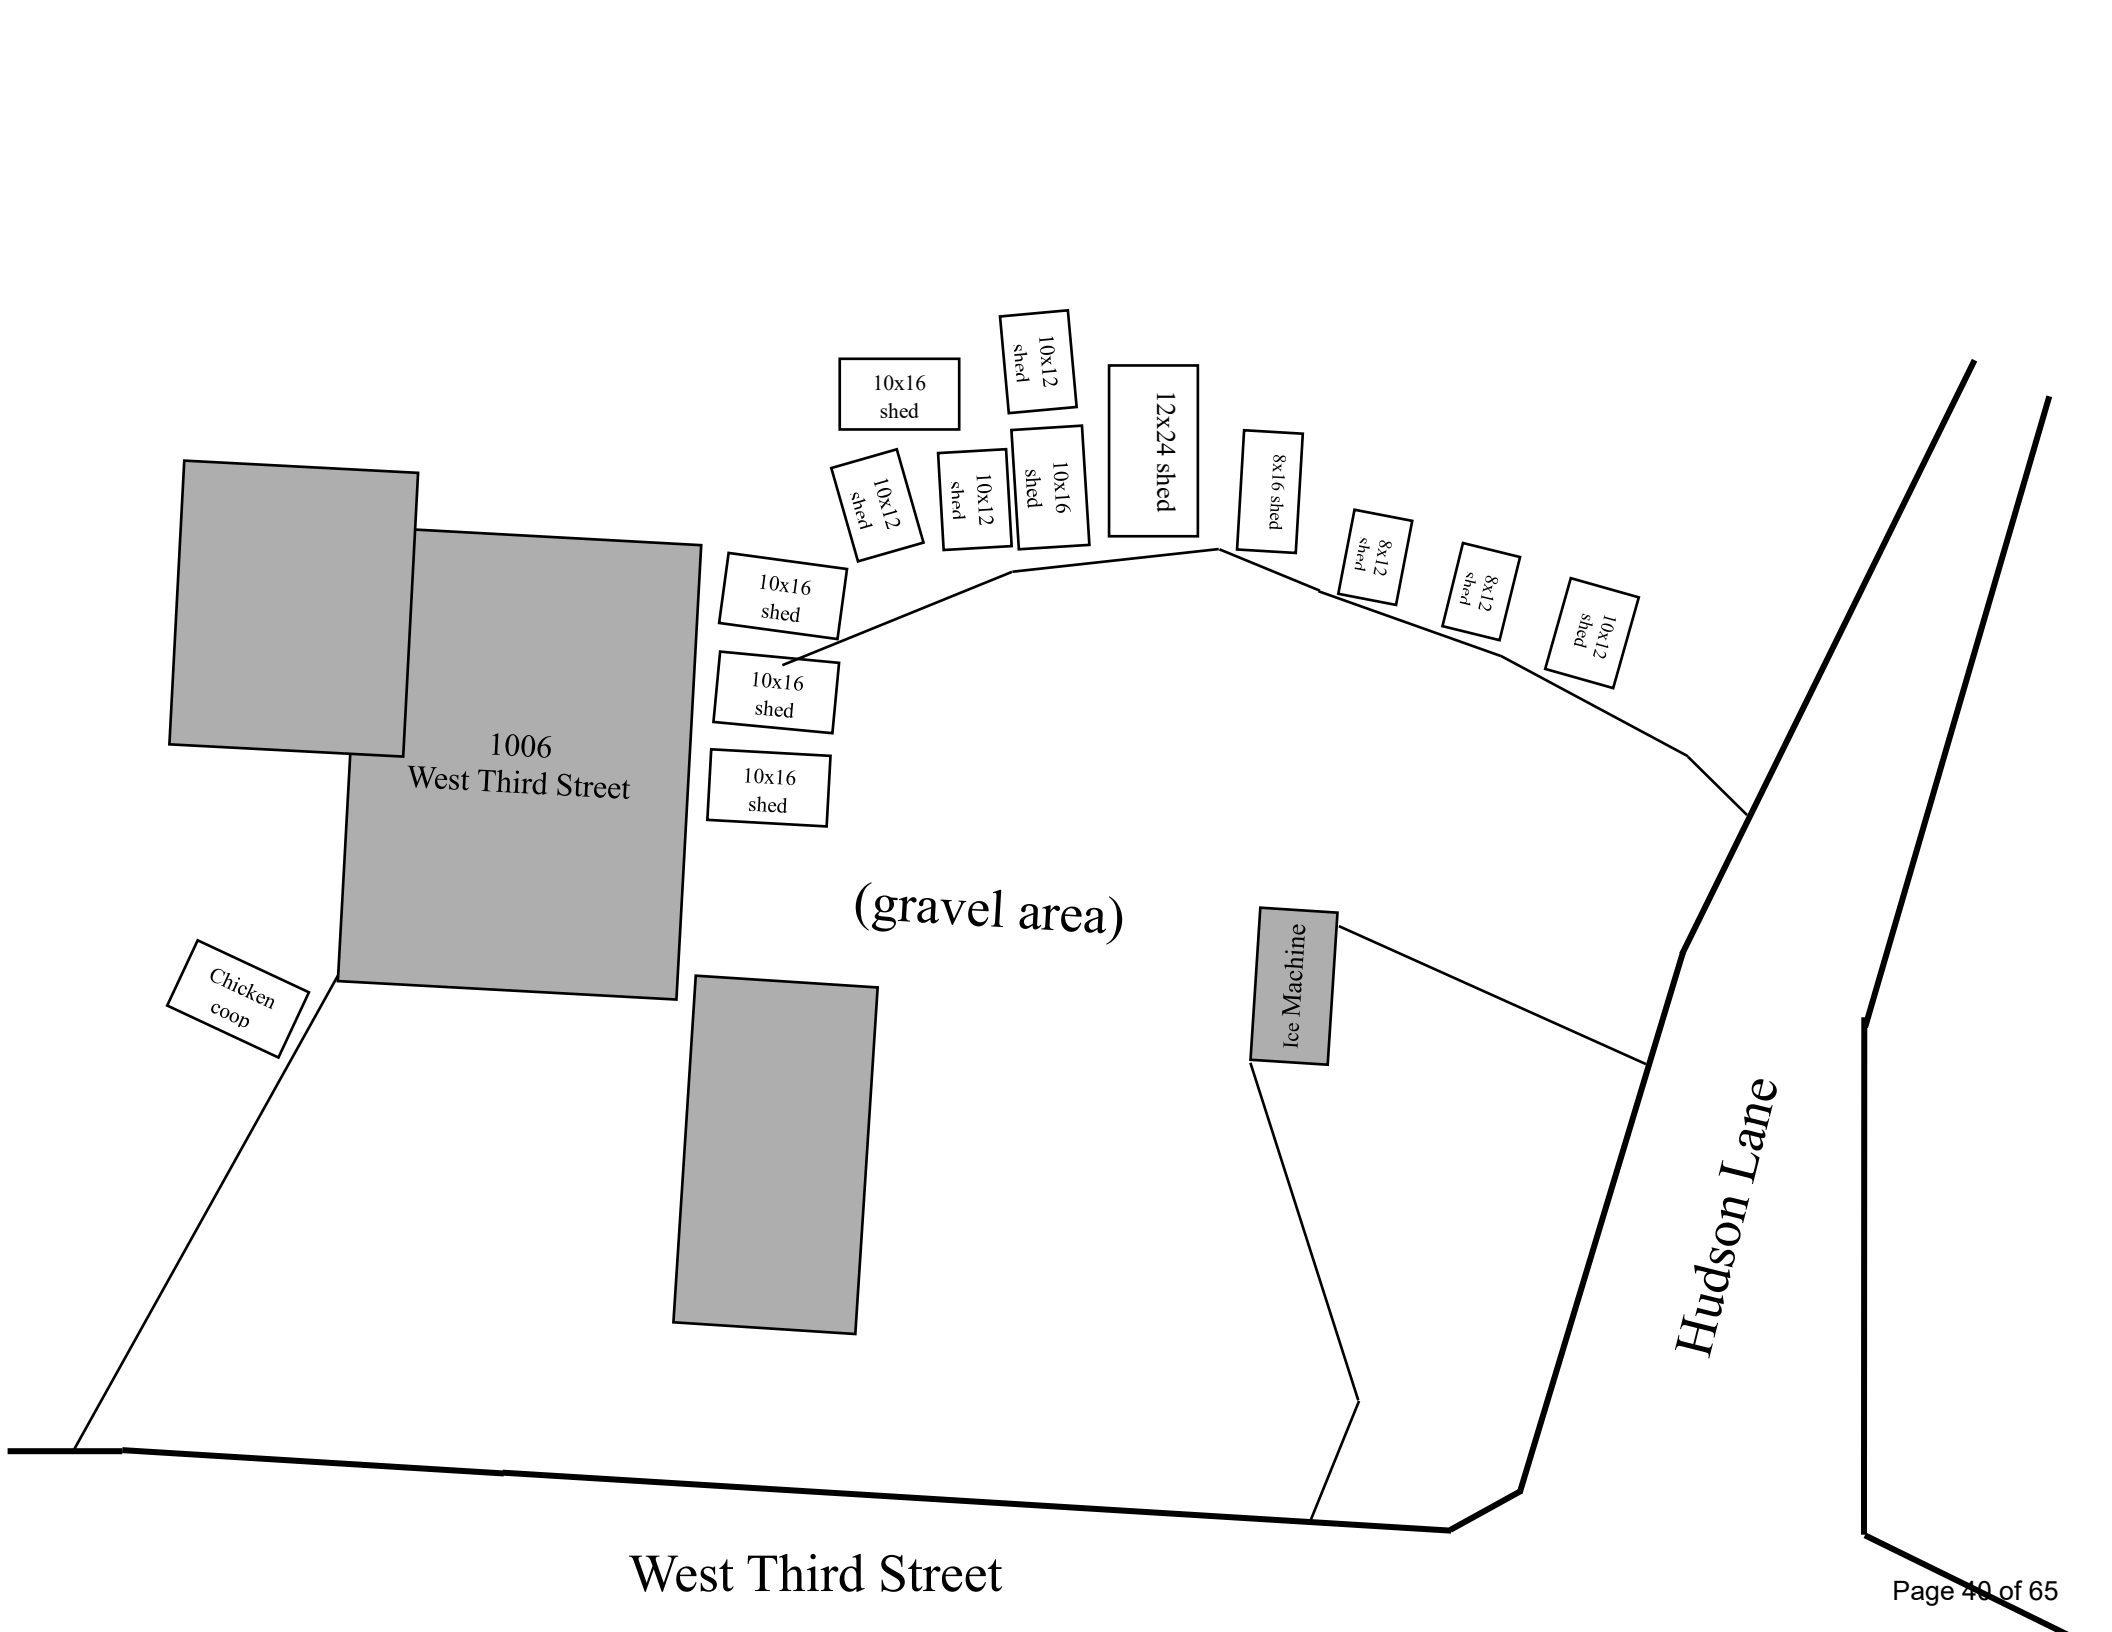 10x12
shed
10x16
shed
12x24 shed
10x12
shed
10x12
shed
10x16
shed
8x16 shed
8x12
shed
8x12
shed
10x12
shed
10x16
shed
10x16
shed
10x16
shed
1006
West Third Street
(gravel area)
Ice Machine
Chicken
coop
Hudson Lane
West Third Street
Page 40 of 65